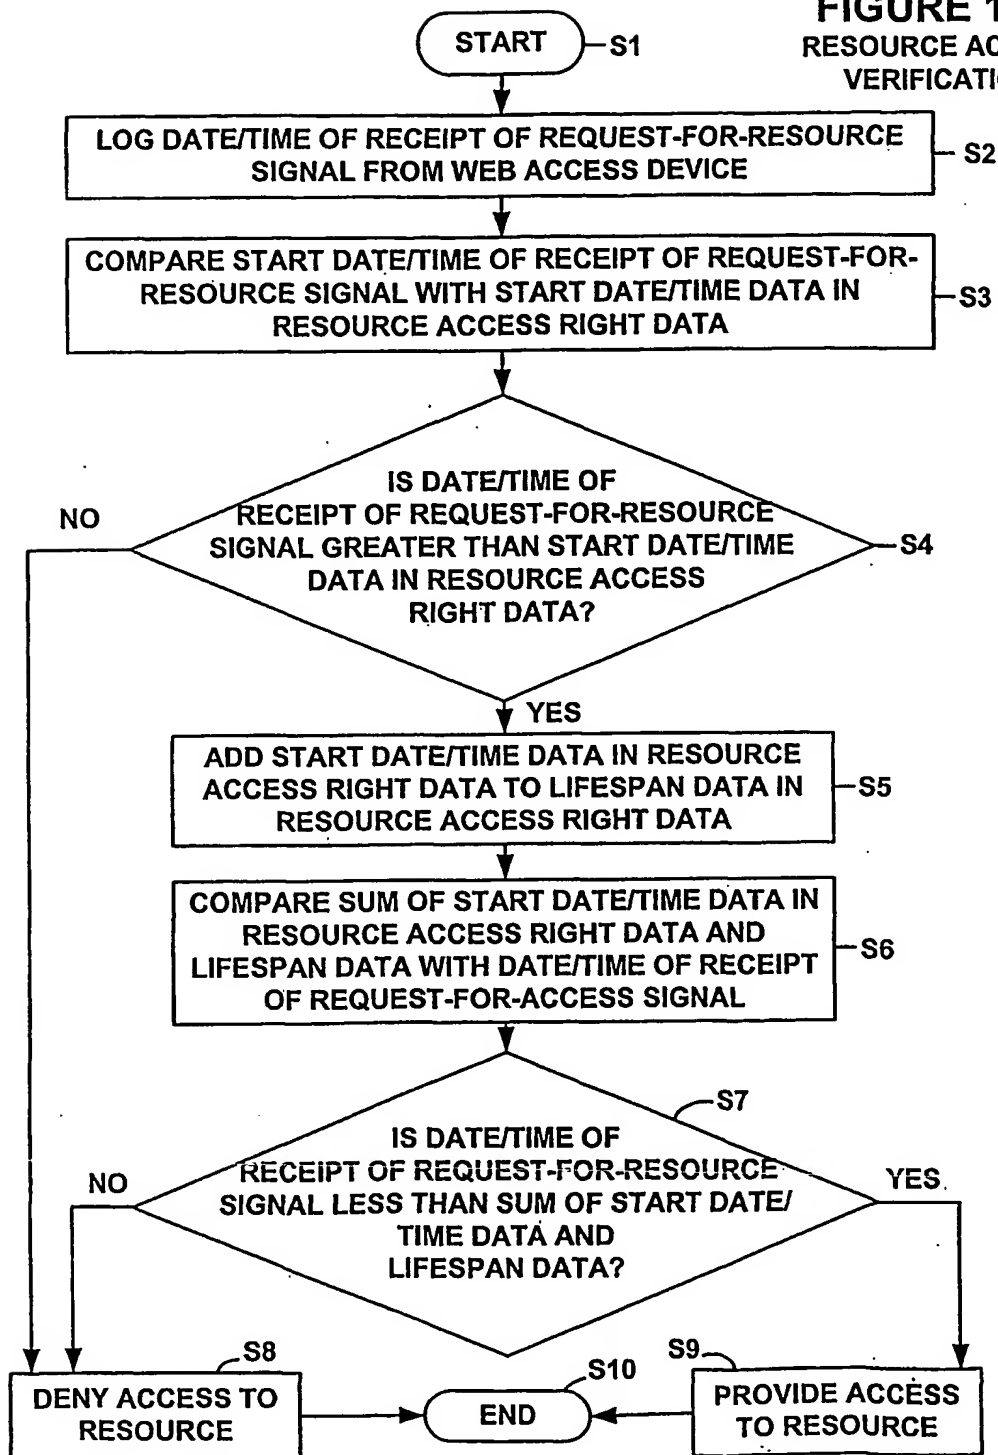 FIGURE 1
RESOURCE AC
VERIFICATI
START
S1
LOG DATE/TIME OF RECEIPT OF REQUEST-FOR-RESOURCE
SIGNAL FROM WEB ACCESS DEVICE
S2
COMPARE START DATE/TIME OF RECEIPT OF REQUEST-FOR-
RESOURCE SIGNAL WITH START DATE/TIME DATA IN
RESOURCE ACCESS RIGHT DATA
S3
IS DATE/TIME OF
RECEIPT OF REQUEST-FOR-RESOURCE
SIGNAL GREATER THAN START DATE/TIME
DATA IN RESOURCE ACCESS
RIGHT DATA?
NO
S4
YES
ADD START DATE/TIME DATA IN RESOURCE
ACCESS RIGHT DATA TO LIFESPAN DATA IN
RESOURCE ACCESS RIGHT DATA
S5
COMPARE SUM OF START DATE/TIME DATA IN
RESOURCE ACCESS RIGHT DATA AND
LIFESPAN DATA WITH DATE/TIME OF RECEIPT
OF REQUEST-FOR-ACCESS SIGNAL
S6
S7
IS DATE/TIME OF
RECEIPT OF REQUEST-FOR-RESOURCE
SIGNAL LESS THAN SUM OF START DATE/
TIME DATA AND
LIFESPAN DATA?
NO
YES
S8
DENY ACCESS TO
RESOURCE
S10
END
S9
PROVIDE ACCESS
TO RESOURCE